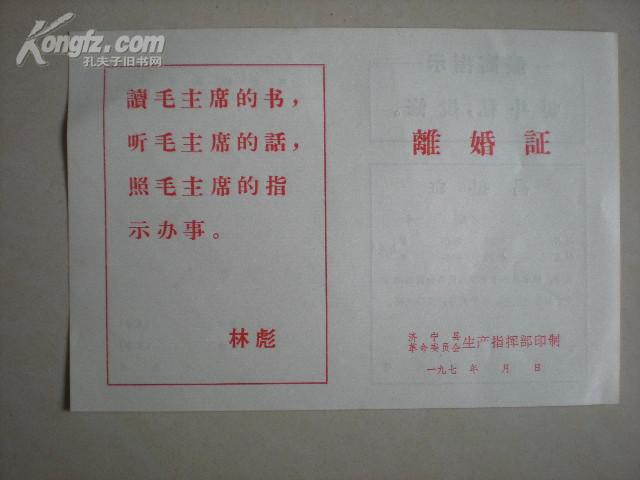 Kongfz.com
孔夫子旧书网
讀毛主席的书，
听毛主席的話，
照毛主席的指
示办事。
林彪
離婚証
济宁县
革命委员会生产指挥部印制
一九七 年 月 日